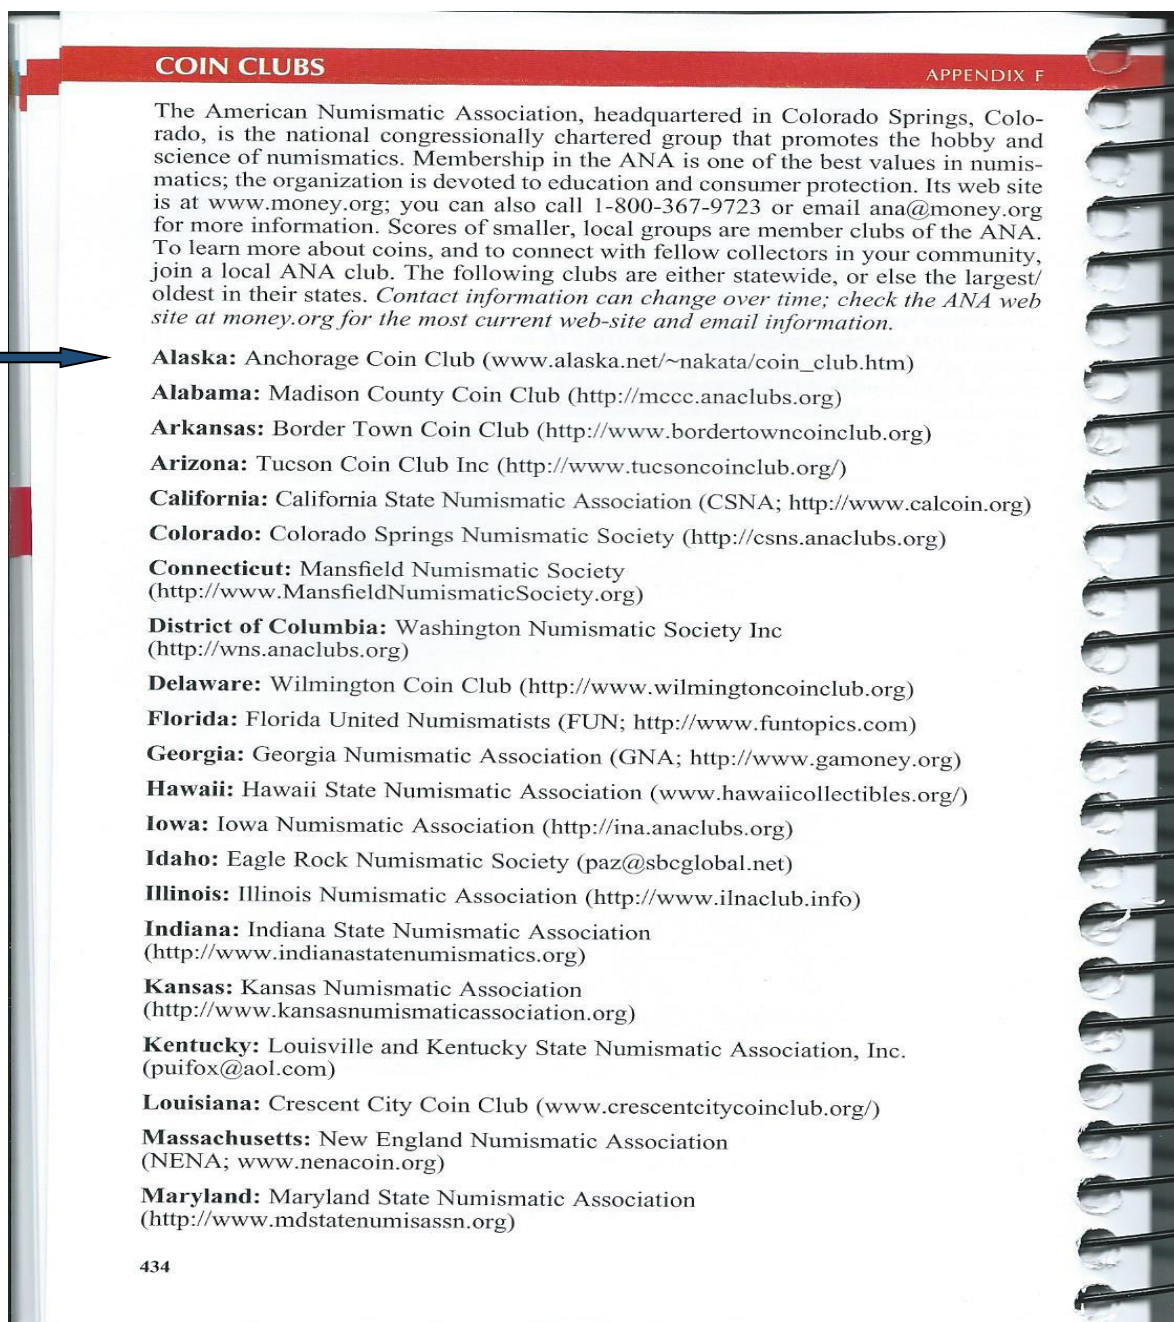 COIN CLUBS
APPENDIX F
The American Numismatic Association, headquartered in Colorado Springs, Colo-
rado, is the national congressionally chartered group that promotes the hobby and
science of numismatics. Membership in the ANA is one of the best values in numis-
matics; the organization is devoted to education and consumer protection. Its web site
is at www.money.org; you can also call 1-800-367-9723 or email ana@money.org
for more information. Scores of smaller, local groups are member clubs of the ANA.
To learn more about coins, and to connect with fellow collectors in your community,
join a local ANA club. The following clubs are either statewide, or else the largest/
oldest in their states. Contact information can change over time; check the ANA web
site at money.org for the most current web-site and email information.
Alaska: Anchorage Coin Club (www.alaska.net/~nakata/coin_club.htm)
Alabama: Madison County Coin Club (http://mccc.anaclubs.org)
Arkansas: Border Town Coin Club (http://www.bordertowncoinclub.org)
Arizona: Tucson Coin Club Inc (http://www.tucsoncoinclub.org/)
California: California State Numismatic Association (CSNA; http://www.calcoin.org)
Colorado: Colorado Springs Numismatic Society (http://csns.anaclubs.org)
Connecticut: Mansfield Numismatic Society
(http://www.MansfieldNumismaticSociety.org)
District of Columbia: Washington Numismatic Society Inc
(http://wns.anaclubs.org)
Delaware: Wilmington Coin Club (http://www.wilmingtoncoinclub.org)
Florida: Florida United Numismatists (FUN; http://www.funtopics.com)
Georgia: Georgia Numismatic Association (GNA; http://www.gamoney.org)
Hawaii: Hawaii State Numismatic Association (www.hawaiicollectibles.org/)
Iowa: Iowa Numismatic Association (http://ina.anaclubs.org)
Idaho: Eagle Rock Numismatic Society (paz@sbcglobal.net)
Illinois: Illinois Numismatic Association (http://www.ilnaclub.info)
Indiana: Indiana State Numismatic Association
(http://www.indianastatenumismatics.org)
Kansas: Kansas Numismatic Association
(http://www.kansasnumismaticassociation.org)
Kentucky: Louisville and Kentucky State Numismatic Association, Inc.
(puifox@aol.com)
Louisiana: Crescent City Coin Club (www.crescentcitycoinclub.org/)
Massachusetts: New England Numismatic Association
(NENA; www.nenacoin.org)
Maryland: Maryland State Numismatic Association
(http://www.mdstatenumisassn.org)
434